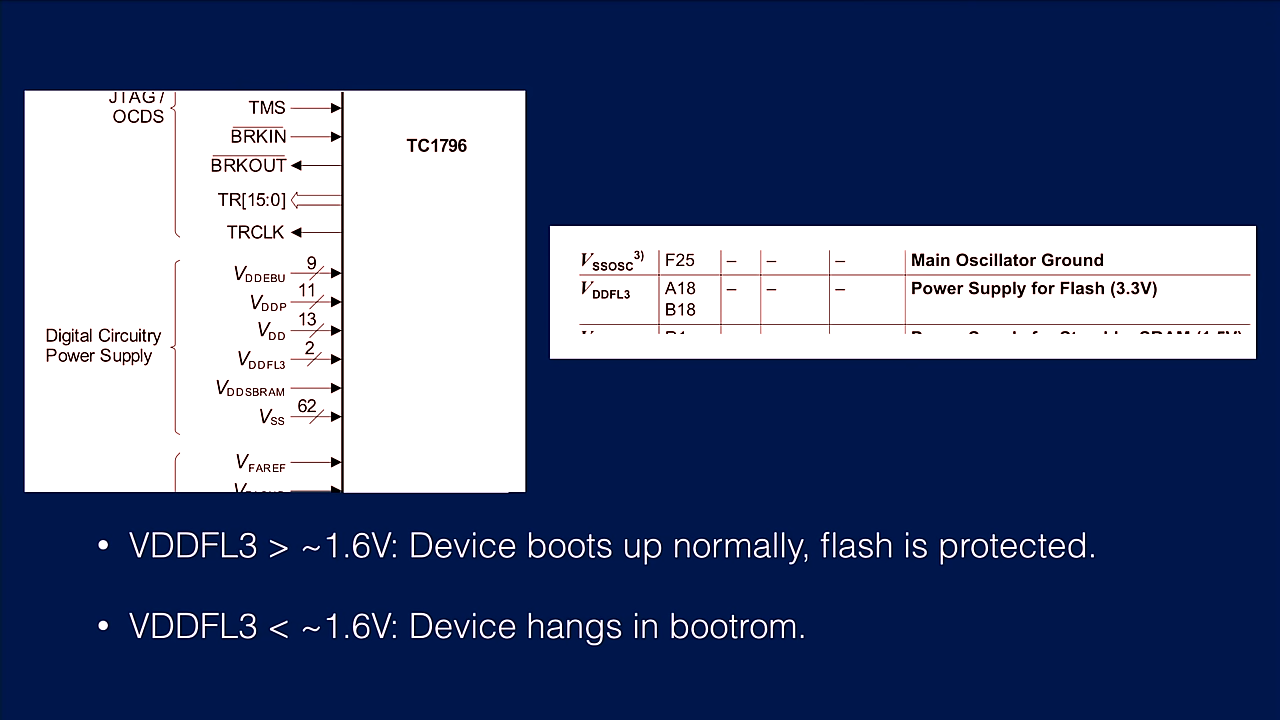 JTAG /
OCDS
TMS
BRKIN
BRKOUT
TR[15:0]
TRCLK
TC1796
Digital Circuitry
Power Supply
VDDEBU 9
VDDP 11
VDD 13
VDDFL3 2
VDDSBRAM
VSS 62
VFAREF
VSSOSC3) F25 – – – Main Oscillator Ground
VDDFL3 A18 – – – Power Supply for Flash (3.3V)
B18
• VDDFL3 > ~1.6V: Device boots up normally, flash is protected.
• VDDFL3 < ~1.6V: Device hangs in bootrom.